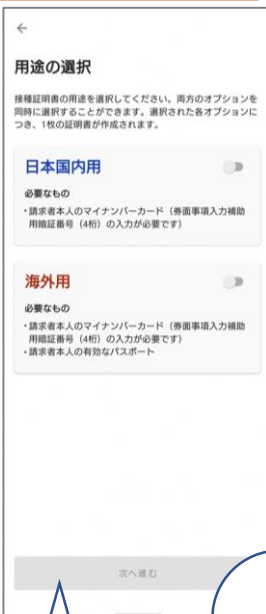 ←
用途の選択
接種証明書の用途を選択してください。両方のオプションを
同時に選択することができます。選択された各オプションに
つき、1枚の証明書が作成されます。
日本国内用
必要なもの
・請求者本人のマイナンバーカード（券面事項入力補助
用暗証番号（4桁）の入力が必要です）
海外用
必要なもの
・請求者本人のマイナンバーカード（券面事項入力補助
用暗証番号（4桁）の入力が必要です）
・請求者本人の有効なパスポート
次へ進む